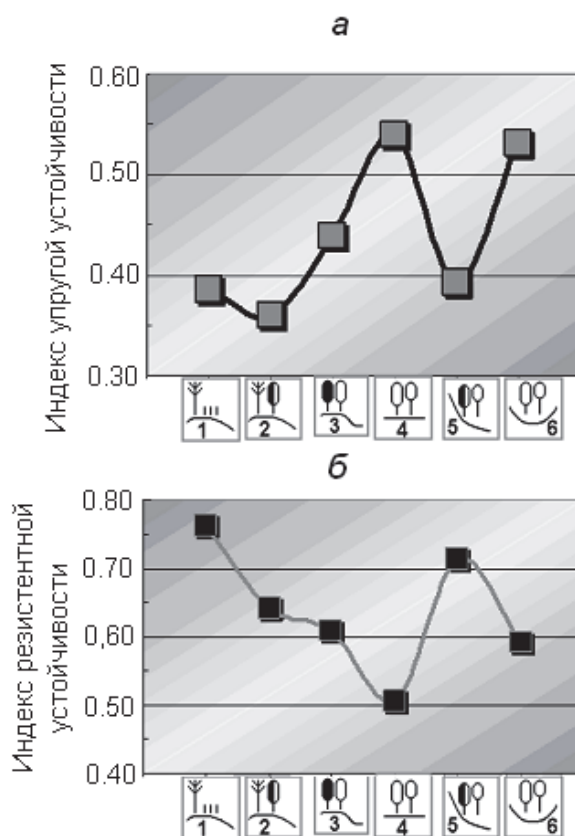 а
Индекс упругой устойчивости
0.60
0.50
0.40
0.30
1 2 3 4 5 6
б
Индекс резистентной
устойчивости
0.80
0.70
0,60
0.50
0.40
1 2 3 4 5 6